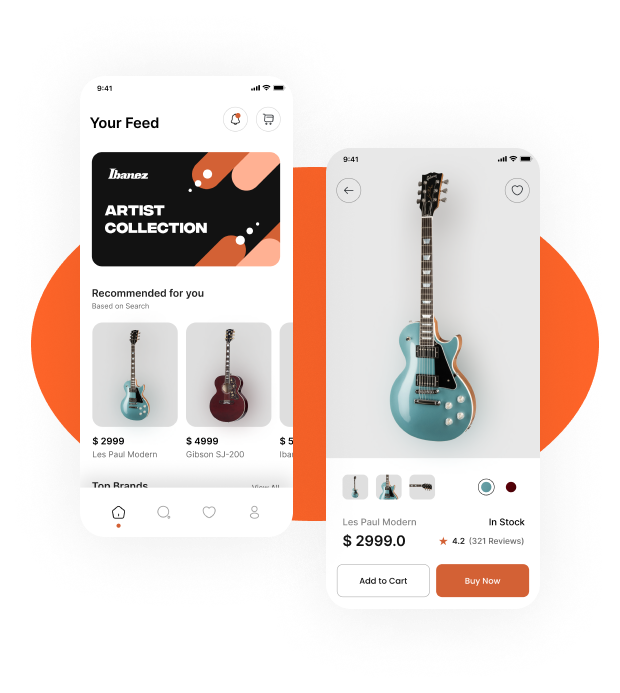 9:41
Your Feed
Ibanez
ARTIST
COLLECTION
Recommended for you
Based on Search
$ 2999
Les Paul Modern
$ 4999
Gibson SJ-200
$ 5
Iba
Top Brands
View All
9:41
Les Paul Modern
In Stock
$ 2999.0
4.2 (321 Reviews)
Add to Cart
Buy Now